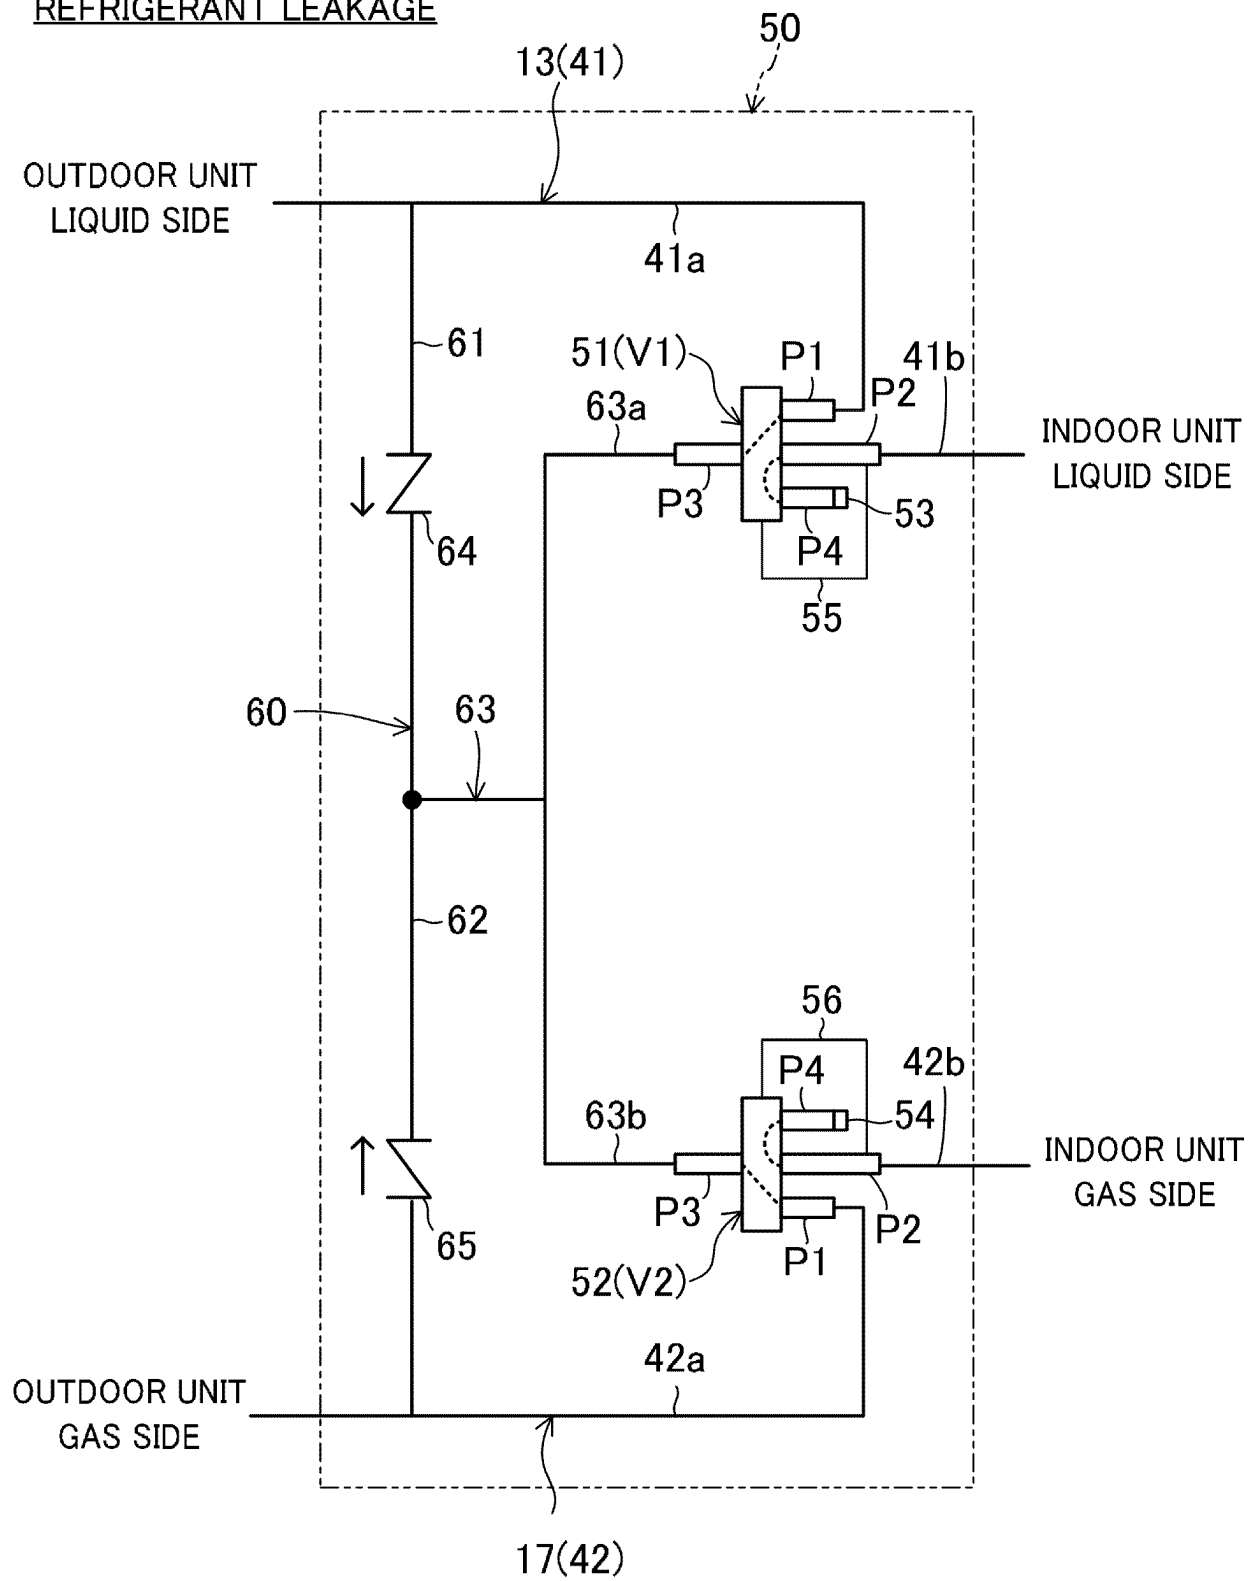 REFRIGERANT LEAKAGE
50
13(41)
OUTDOOR UNIT
LIQUID SIDE
41a
61
51(V1)
P1
41b
P2
63a
INDOOR UNIT
LIQUID SIDE
P3
53
64
P4
55
60
63
62
56
42b
P4
63b
54
INDOOR UNIT
GAS SIDE
P3
P2
65
P1
52(V2)
42a
OUTDOOR UNIT
GAS SIDE
17(42)